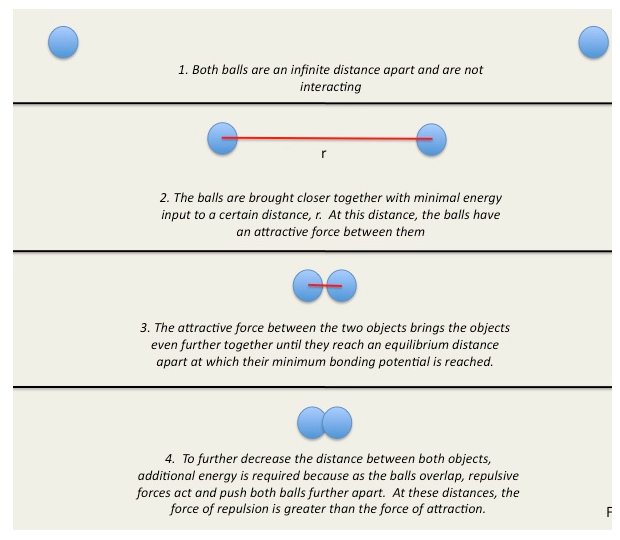 1. Both balls are an infinite distance apart and are not
interacting
r
2. The balls are brought closer together with minimal energy
input to a certain distance, r. At this distance, the balls have
an attractive force between them
3. The attractive force between the two objects brings the objects
even further together until they reach an equilibrium distance
apart at which their minimum bonding potential is reached.
4. To further decrease the distance between both objects,
additional energy is required because as the balls overlap, repulsive
forces act and push both balls further apart. At these distances, the
force of repulsion is greater than the force of attraction.